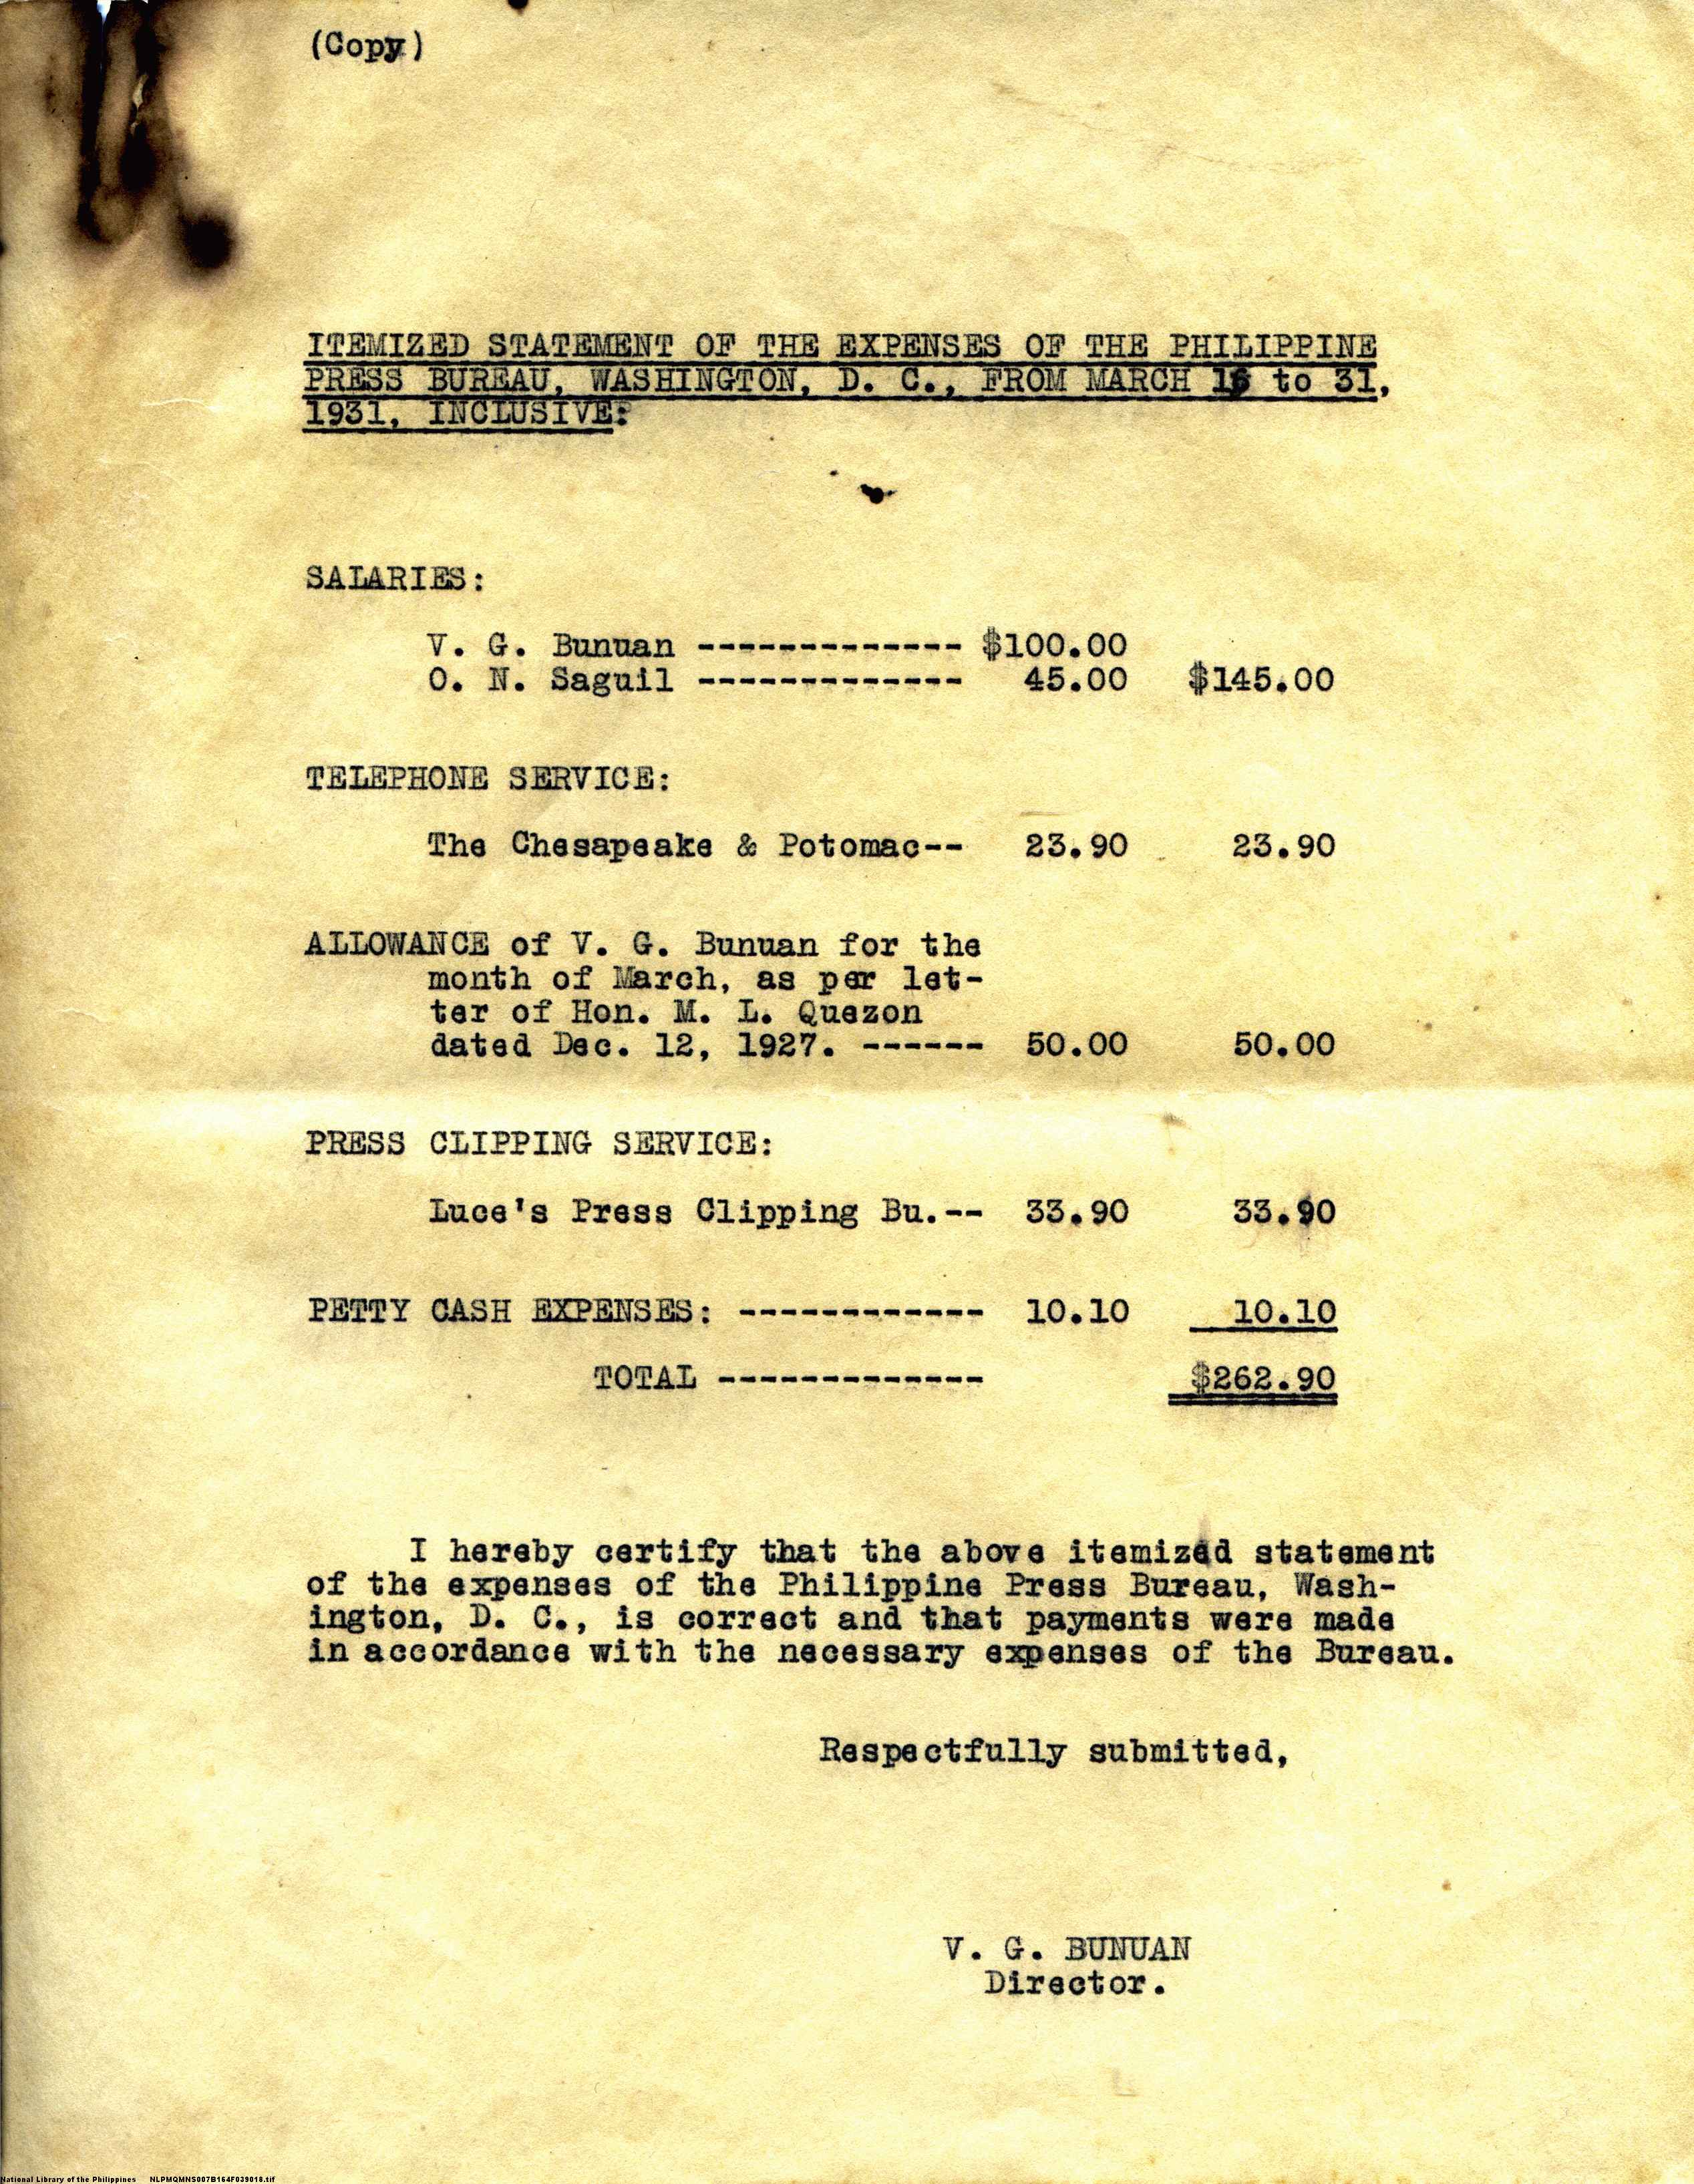 (Copy)
ITEMIZED STATEMENT OF THE EXPENSES OF THE PHILIPPINE
PRESS BUREAU, WASHINGTON, D. C., FROM MARCH 16 to 31,
1931, INCLUSIVE:
SALARIES:
V. G. Bunuan ------------- $100.00
O. N. Saguil ------------- 45.00 $145.00
TELEPHONE SERVICE:
The Chesapeake & Potomac-- 23.90 23.90
ALLOWANCE of V. G. Bunuan for the
month of March, as per let-
ter of Hon. M. L. Quezon
dated Dec. 12, 1927. ------ 50.00 50.00
PRESS CLIPPING SERVICE:
Luce's Press Clipping Bu.-- 33.90 33.90
PETTY CASH EXPENSES: ------------ 10.10 10.10
TOTAL ------------- $262.90
I hereby certify that the above itemized statement
of the expenses of the Philippine Press Bureau, Wash-
ington, D. C., is correct and that payments were made
in accordance with the necessary expenses of the Bureau.
Respectfully submitted,
V. G. BUNUAN
Director.
National Library of the Philippines NLPMQMNS007B164F039018.tif